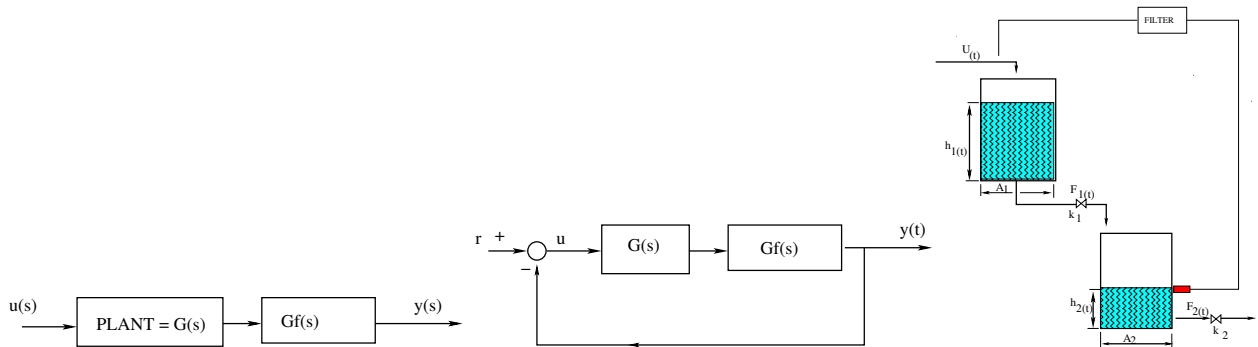 u(s)
PLANT = G(s)
Gf(s)
y(s)
r
+
−
u
G(s)
Gf(s)
y(t)
FILTER
U(t)
h1(t)
A1
F1(t)
k1
h2(t)
A2
F2(t)
k2